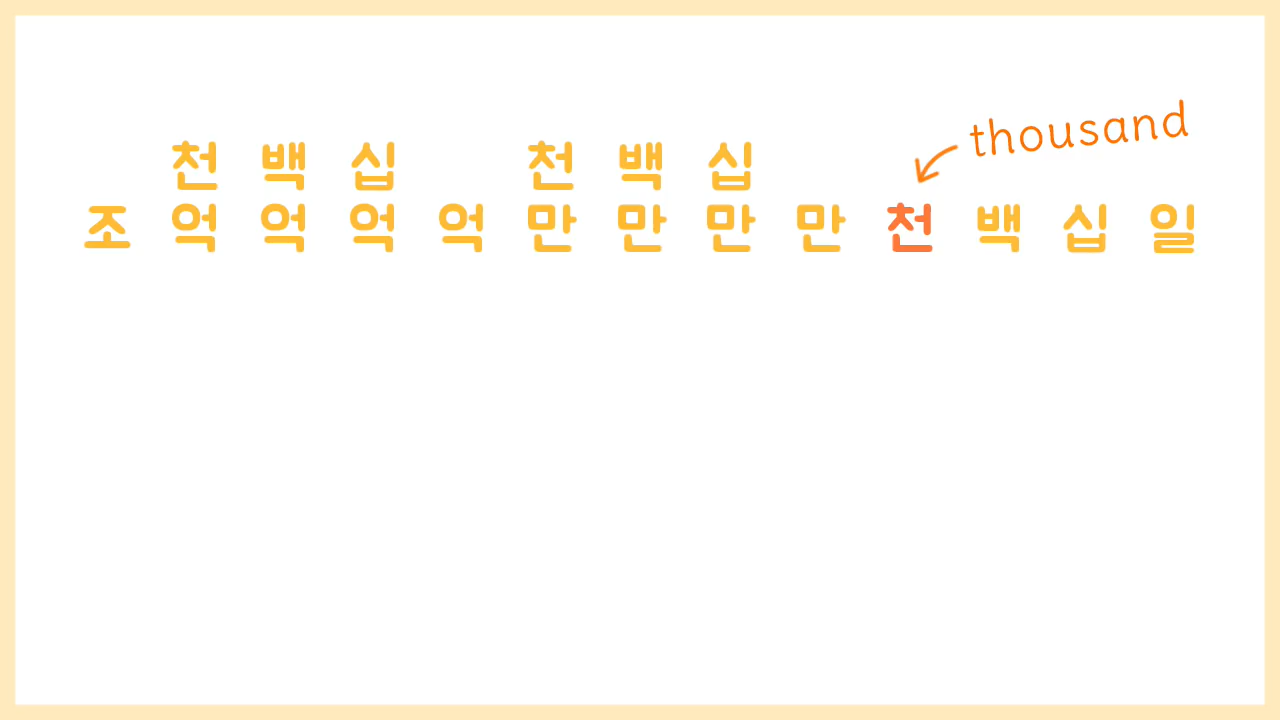 thousand
천 백 십 천 백 십
조 억 억 억 억 만 만 만 만 천 백 십 일